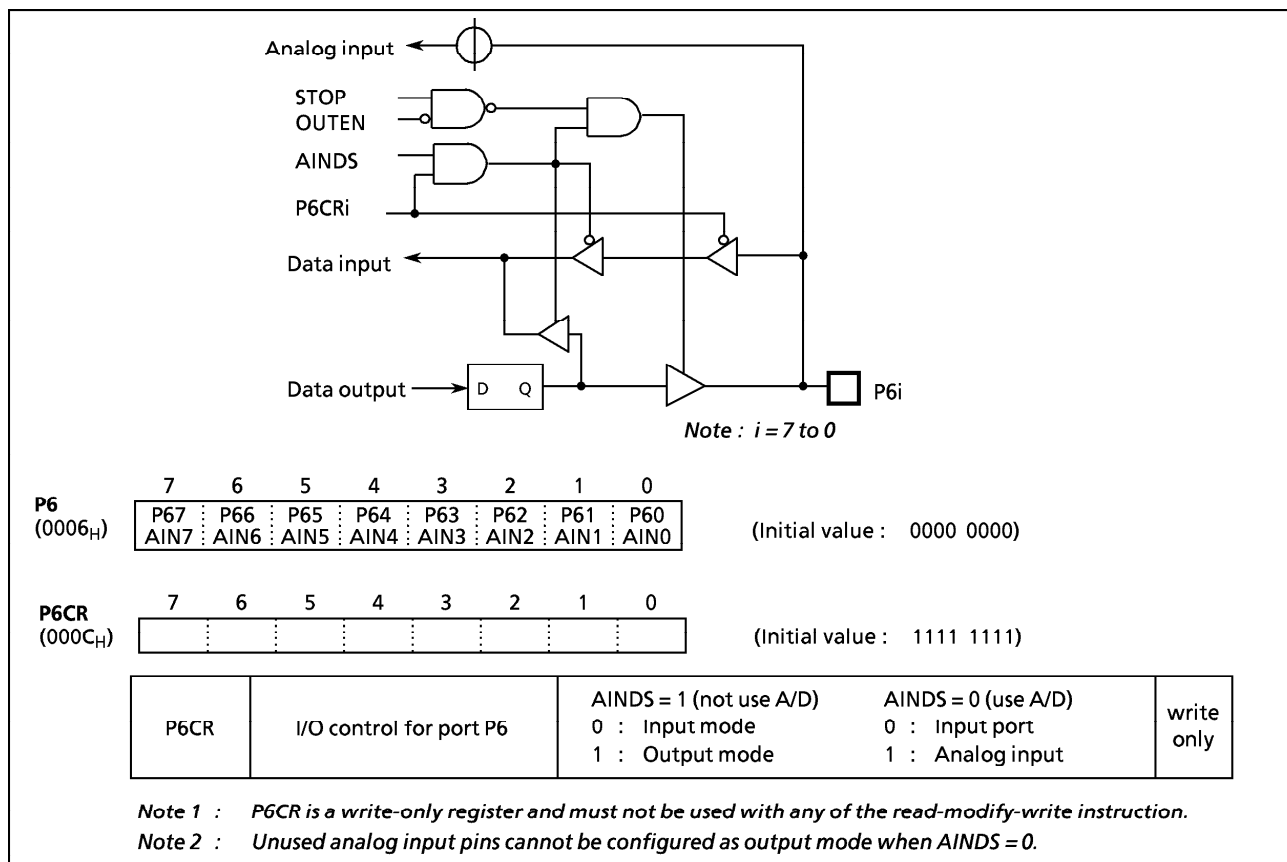 Analog input
STOP
OUTEN
AINDS
P6CRi
Data input
Data output
D Q
P6i
Note : i = 7 to 0
7 6 5 4 3 2 1 0
P6 (0006H)
P67 P66 P65 P64 P63 P62 P61 P60
AIN7 AIN6 AIN5 AIN4 AIN3 AIN2 AIN1 AIN0
(Initial value : 0000 0000)
7 6 5 4 3 2 1 0
P6CR (000CH)
(Initial value : 1111 1111)
P6CR
I/O control for port P6
AINDS = 1 (not use A/D)
0 : Input mode
1 : Output mode
AINDS = 0 (use A/D)
0 : Input port
1 : Analog input
write
only
Note 1 : P6CR is a write-only register and must not be used with any of the read-modify-write instruction.
Note 2 : Unused analog input pins cannot be configured as output mode when AINDS = 0.